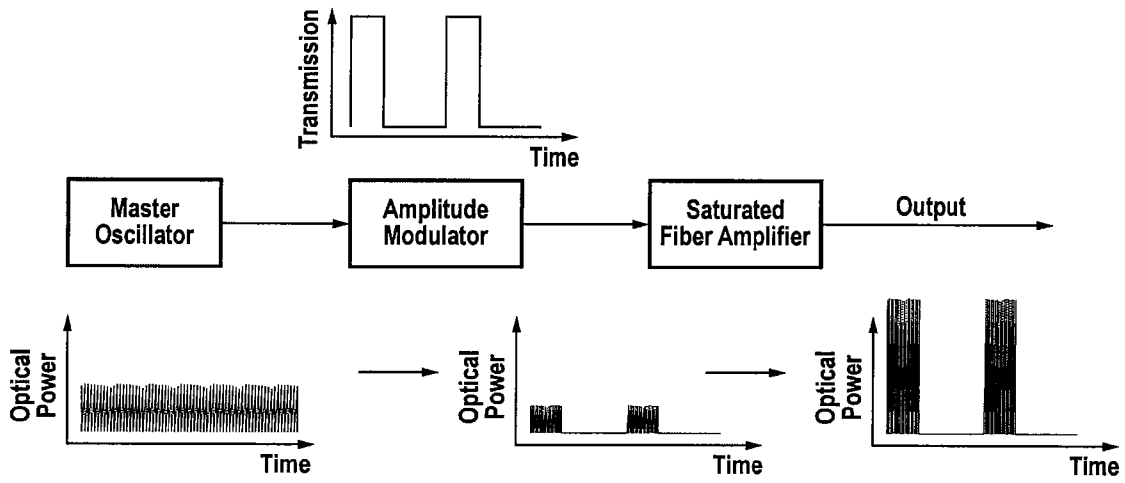 Transmission
Time
Master
Oscillator
Amplitude
Modulator
Saturated
Fiber Amplifier
Output
Optical
Power
Time
Optical
Power
Time
Optical
Power
Time